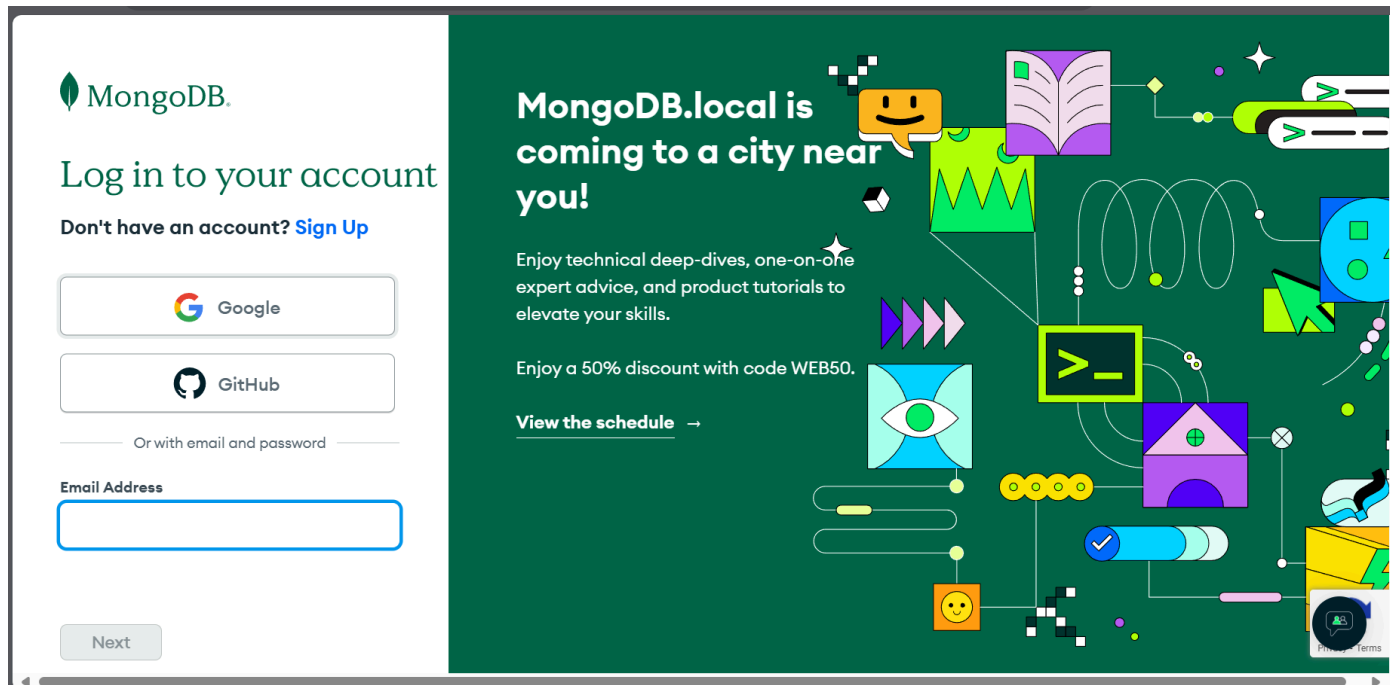 MongoDB.
Log in to your account
Don't have an account? Sign Up
Google
GitHub
Or with email and password
Email Address
Next
MongoDB.local is
coming to a city near
you!
Enjoy technical deep-dives, one-on-one
expert advice, and product tutorials to
elevate your skills.
Enjoy a 50% discount with code WEB50.
View the schedule →
>_
Terms